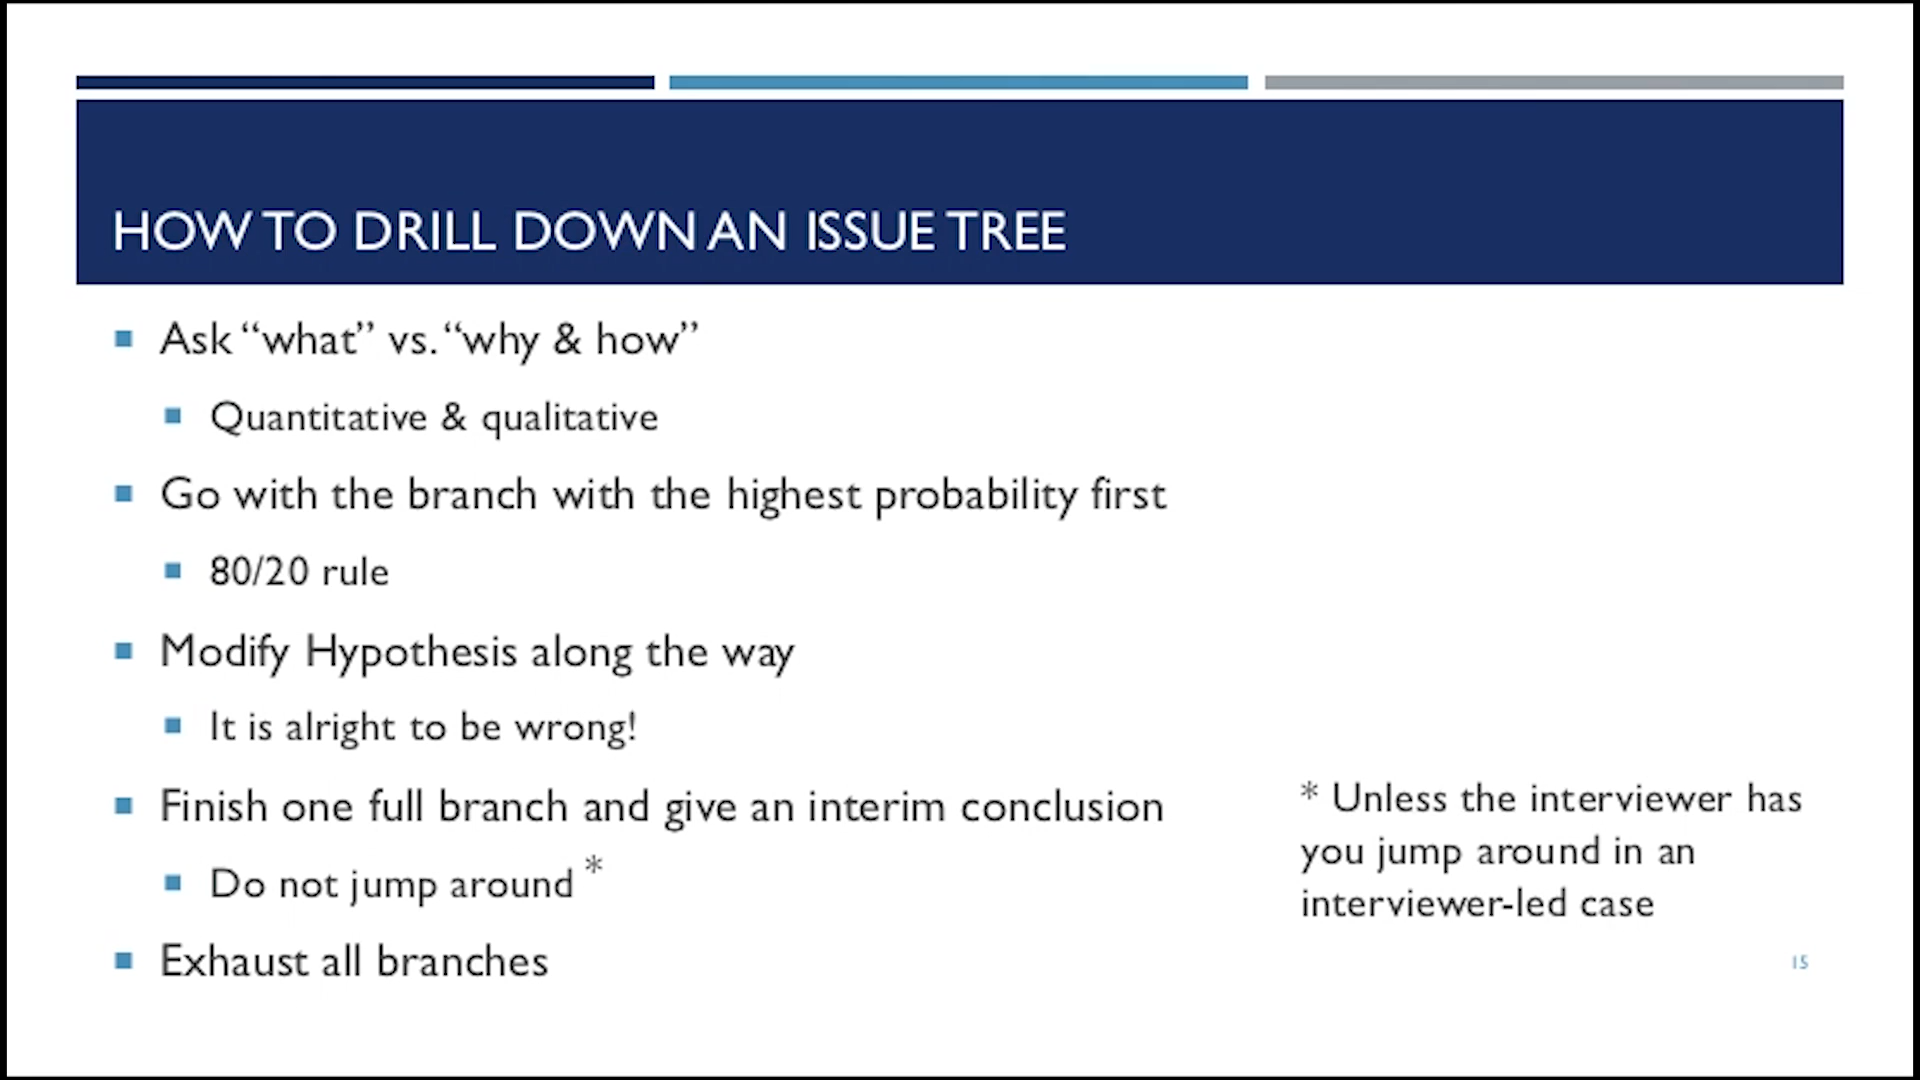 HOW TO DRILL DOWN AN ISSUE TREE
Ask “what” vs. “why & how”
Quantitative & qualitative
Go with the branch with the highest probability first
80/20 rule
Modify Hypothesis along the way
It is alright to be wrong!
Finish one full branch and give an interim conclusion
Do not jump around *
Exhaust all branches
* Unless the interviewer has
you jump around in an
interviewer-led case
15